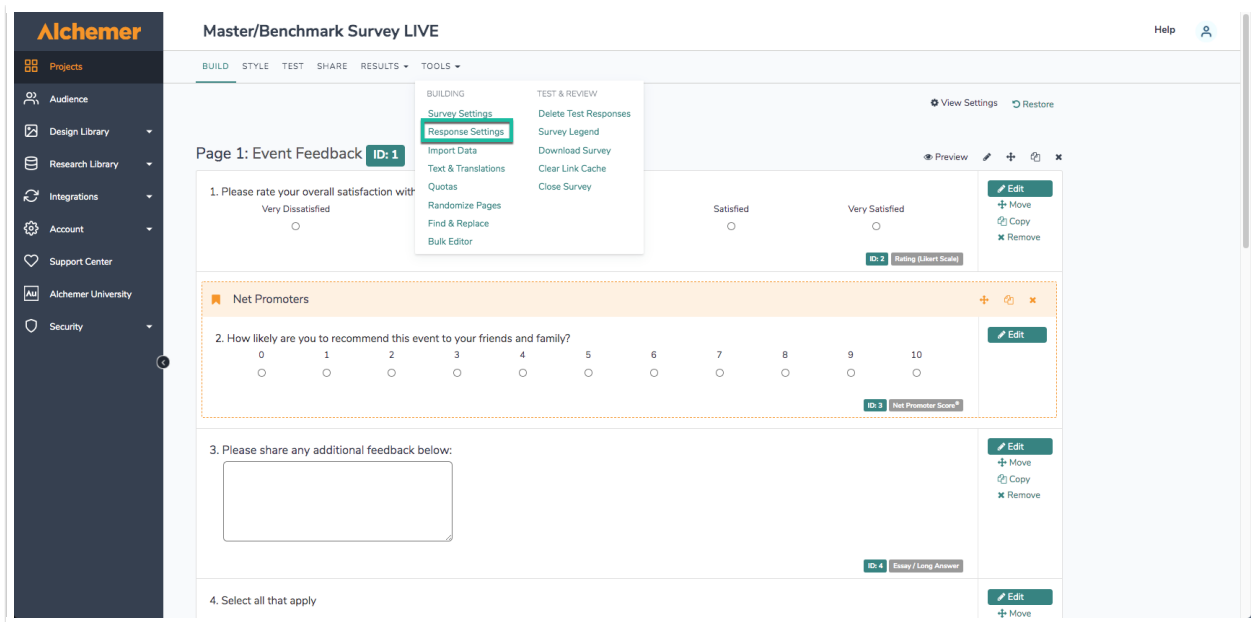 Alchemer
Master/Benchmark Survey LIVE
Help
Projects
BUILD STYLE TEST SHARE RESULTS TOOLS
Audience
Design Library
Research Library
Integrations
Account
Support Center
Au Alchemer University
Security
BUILDING
Survey Settings
Response Settings
Import Data
Text & Translations
Quotas
Randomize Pages
Find & Replace
Bulk Editor
TEST & REVIEW
Delete Test Responses
Survey Legend
Download Survey
Clear Link Cache
Close Survey
View Settings Restore
Page 1: Event Feedback ID: 1
Preview
1. Please rate your overall satisfaction with
Very Dissatisfied Satisfied Very Satisfied
ID: 2 Rating (Likert Scale)
Edit
Move
Copy
Remove
Net Promoters
2. How likely are you to recommend this event to your friends and family?
0 1 2 3 4 5 6 7 8 9 10
ID: 3 Net Promoter Score®
Edit
3. Please share any additional feedback below:
ID: 4 Essay / Long Answer
Edit
Move
Copy
Remove
4. Select all that apply
Edit
Move